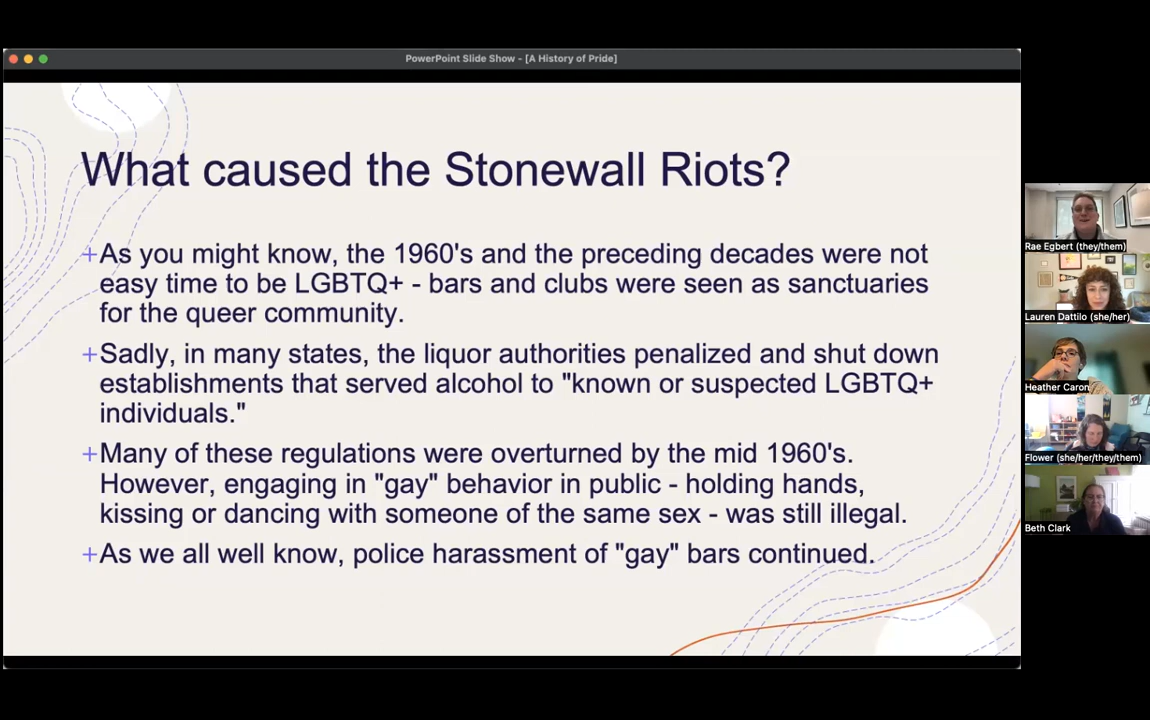 PowerPoint Slide Show - [A History of Pride]
What caused the Stonewall Riots?
+As you might know, the 1960's and the preceding decades were not
easy time to be LGBTQ+ - bars and clubs were seen as sanctuaries
for the queer community.
+Sadly, in many states, the liquor authorities penalized and shut down
establishments that served alcohol to "known or suspected LGBTQ+
individuals."
+Many of these regulations were overturned by the mid 1960's.
However, engaging in "gay" behavior in public - holding hands,
kissing or dancing with someone of the same sex - was still illegal.
+As we all well know, police harassment of "gay" bars continued.
Rae Egbert (they/them)
Lauren Dattilo (she/her)
Heather Caron
Flower (she/her/they/them)
Beth Clark